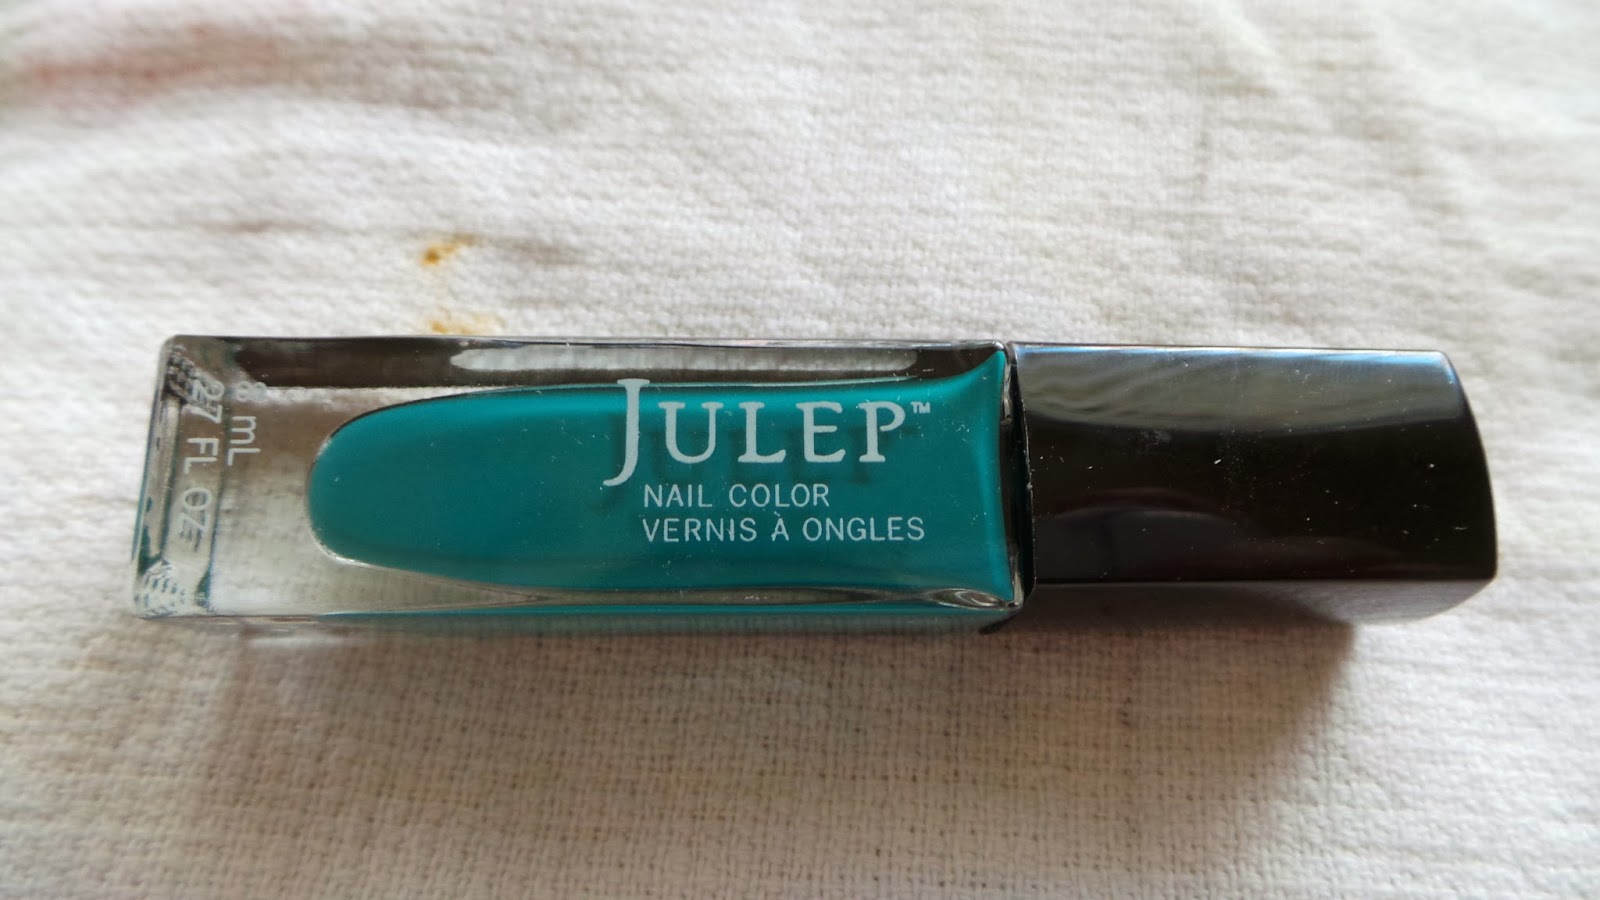 JULEP™
NAIL COLOR
VERNIS À ONGLES
8 mL
.27 FL OZ